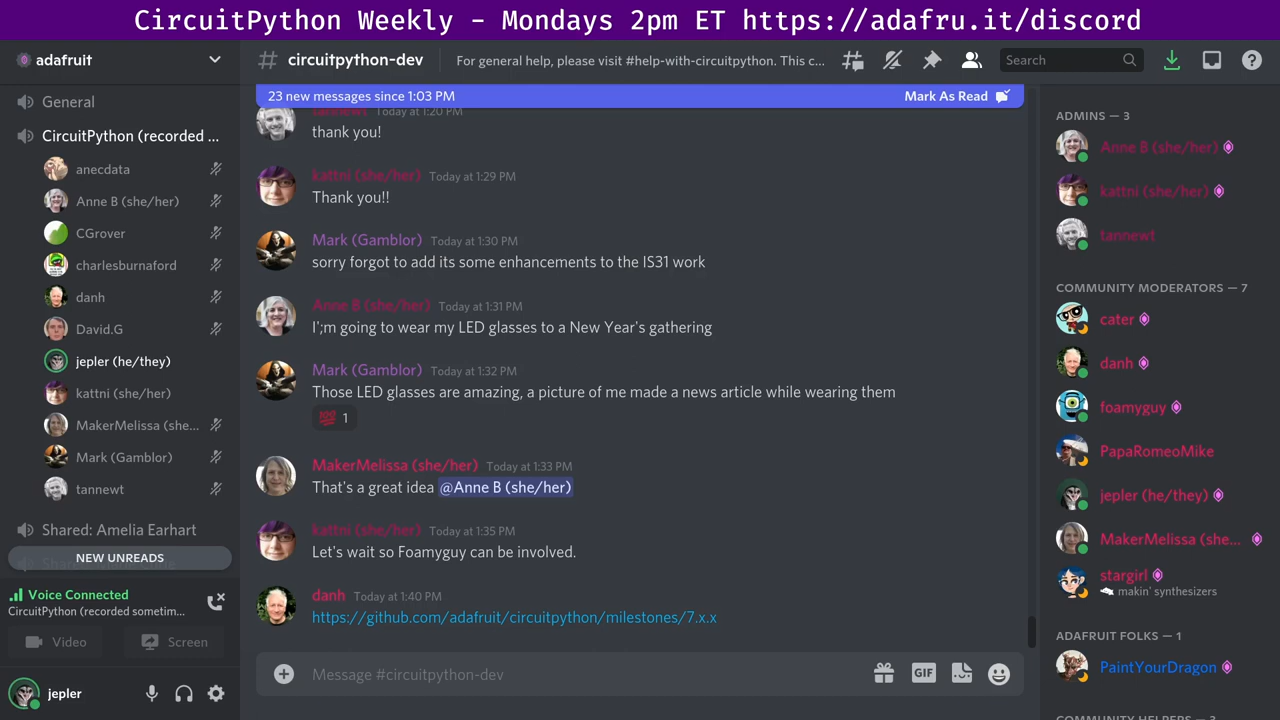 CircuitPython Weekly - Mondays 2pm ET https://adafru.it/discord
adafruit
General
CircuitPython (recorded ...
anecdata
Anne B (she/her)
CGrover
charlesburnaford
danh
David.G
jepler (he/they)
kattni (she/her)
MakerMelissa (she...
Mark (Gamblor)
tannewt
Shared: Amelia Earhart
NEW UNREADS
Voice Connected
CircuitPython (recorded sometim...
Video
Screen
jepler
circuitpython-dev
For general help, please visit #help-with-circuitpython. This c...
Search
23 new messages since 1:03 PM
Mark As Read
tannewt Today at 1:20 PM
thank you!
kattni (she/her) Today at 1:29 PM
Thank you!!
Mark (Gamblor) Today at 1:30 PM
sorry forgot to add its some enhancements to the IS31 work
Anne B (she/her) Today at 1:31 PM
I';m going to wear my LED glasses to a New Year's gathering
Mark (Gamblor) Today at 1:32 PM
Those LED glasses are amazing, a picture of me made a news article while wearing them
100 1
MakerMelissa (she/her) Today at 1:33 PM
That's a great idea @Anne B (she/her)
kattni (she/her) Today at 1:35 PM
Let's wait so Foamyguy can be involved.
danh Today at 1:40 PM
https://github.com/adafruit/circuitpython/milestones/7.x.x
Message #circuitpython-dev
GIF
ADMINS — 3
Anne B (she/her)
kattni (she/her)
tannewt
COMMUNITY MODERATORS — 7
cater
danh
foamyguy
PapaRomeoMike
jepler (he/they)
MakerMelissa (she...
stargirl
makin' synthesizers
ADAFRUIT FOLKS — 1
PaintYourDragon